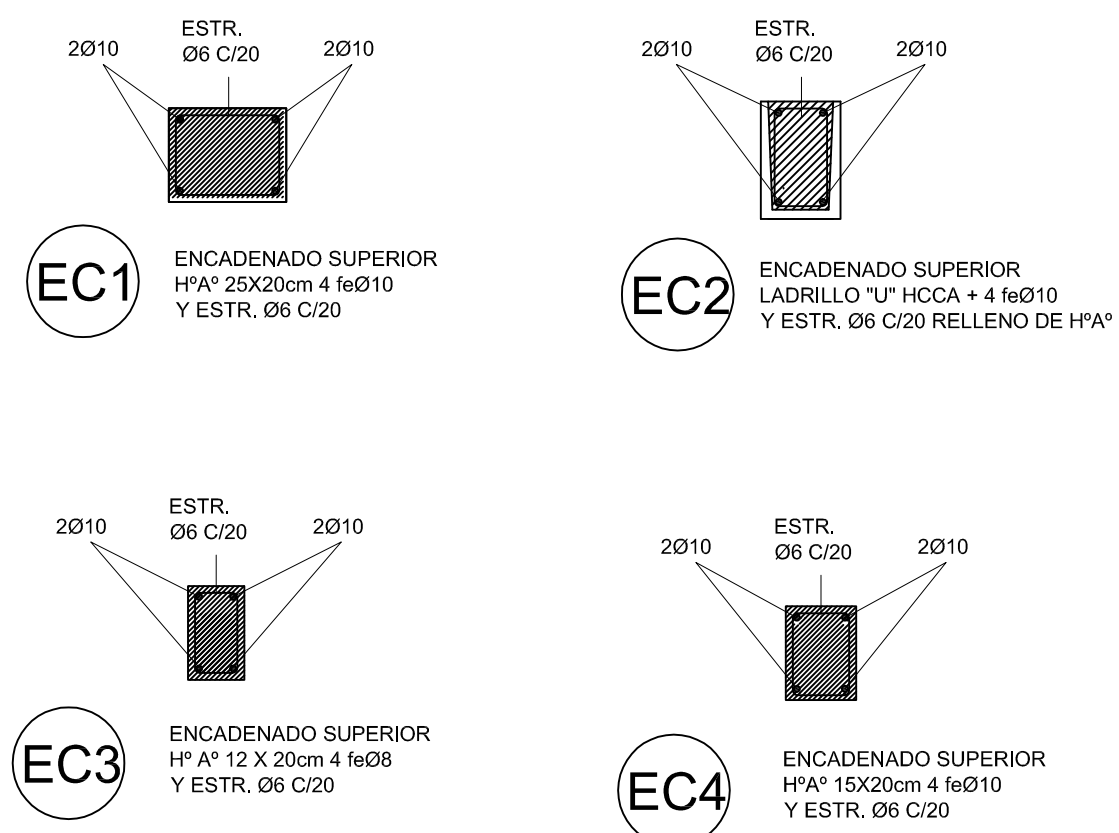 ESTR.
2Ø10 Ø6 C/20 2Ø10
EC1
ENCADENADO SUPERIOR
HºAº 25X20cm 4 feØ10
Y ESTR. Ø6 C/20
ESTR.
2Ø10 Ø6 C/20 2Ø10
EC2
ENCADENADO SUPERIOR
LADRILLO "U" HCCA + 4 feØ10
Y ESTR. Ø6 C/20 RELLENO DE HºAº
ESTR.
2Ø10 Ø6 C/20 2Ø10
EC3
ENCADENADO SUPERIOR
Hº Aº 12 X 20cm 4 feØ8
Y ESTR. Ø6 C/20
ESTR.
2Ø10 Ø6 C/20 2Ø10
EC4
ENCADENADO SUPERIOR
HºAº 15X20cm 4 feØ10
Y ESTR. Ø6 C/20